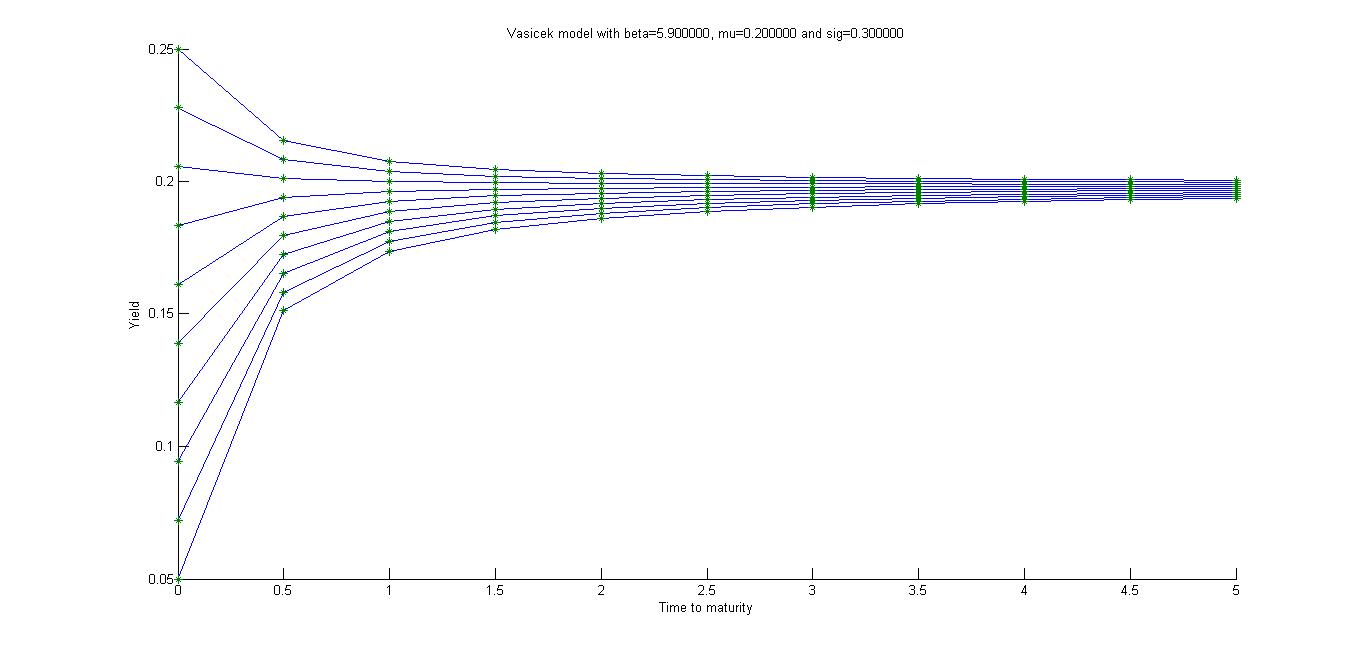 Vasicek model with beta=5.900000, mu=0.200000 and sig=0.300000
0.25
0.2
0.15
0.1
0.05
Yield
0 0.5 1 1.5 2 2.5 3 3.5 4 4.5 5
Time to maturity